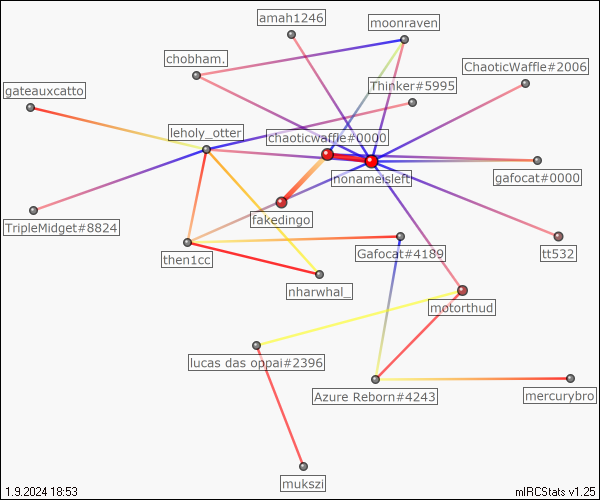 amah1246
moonraven
chobham.
ChaoticWaffle#2006
Thinker#5995
gateauxcatto
leholy_otter
chaoticwaffle#0000
nonameisleft
gafocat#0000
fakedingo
TripleMidget#8824
then1cc
Gafocat#4189
tt532
nharwhal_
motorthud
lucas das oppai#2396
Azure Reborn#4243
mercurybro
mukszi
1.9.2024 18:53
mIRCStats v1.25